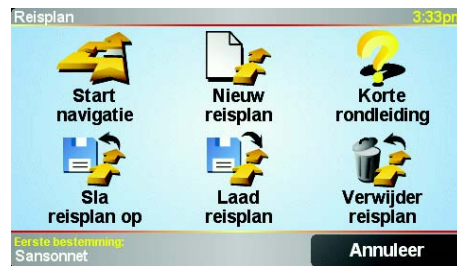 Reisplan 3:33pm
Start navigatie
Nieuw reisplan
Korte rondleiding
Sla reisplan op
Laad reisplan
Verwijder reisplan
Eerste bestemming:
Sansonnet
Annuleer